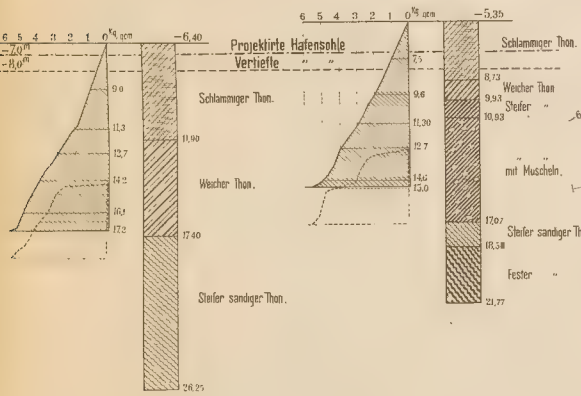 6 5 4 3 2 1 0 Kg. qcm
−6,40
−7,0 m
−8,0 m
9,0
11,3
12,7
14,2
16,1
17,2
11,90
17,40
26,25
Schlammiger Thon.
Weicher Thon.
Steifer sandiger Thon.
Projektirte Hafensohle
Vertiefte " "
6 5 4 3 2 1 0 Kg. qcm
−5,35
7,5
9,6
11,30
12,7
14,6
15,0
8,73
9,93
10,93
17,07
18,50
21,77
Schlammiger Thon.
Weicher Thon
Steifer "
" "
mit Muscheln.
Steifer sandiger Th
Fester "